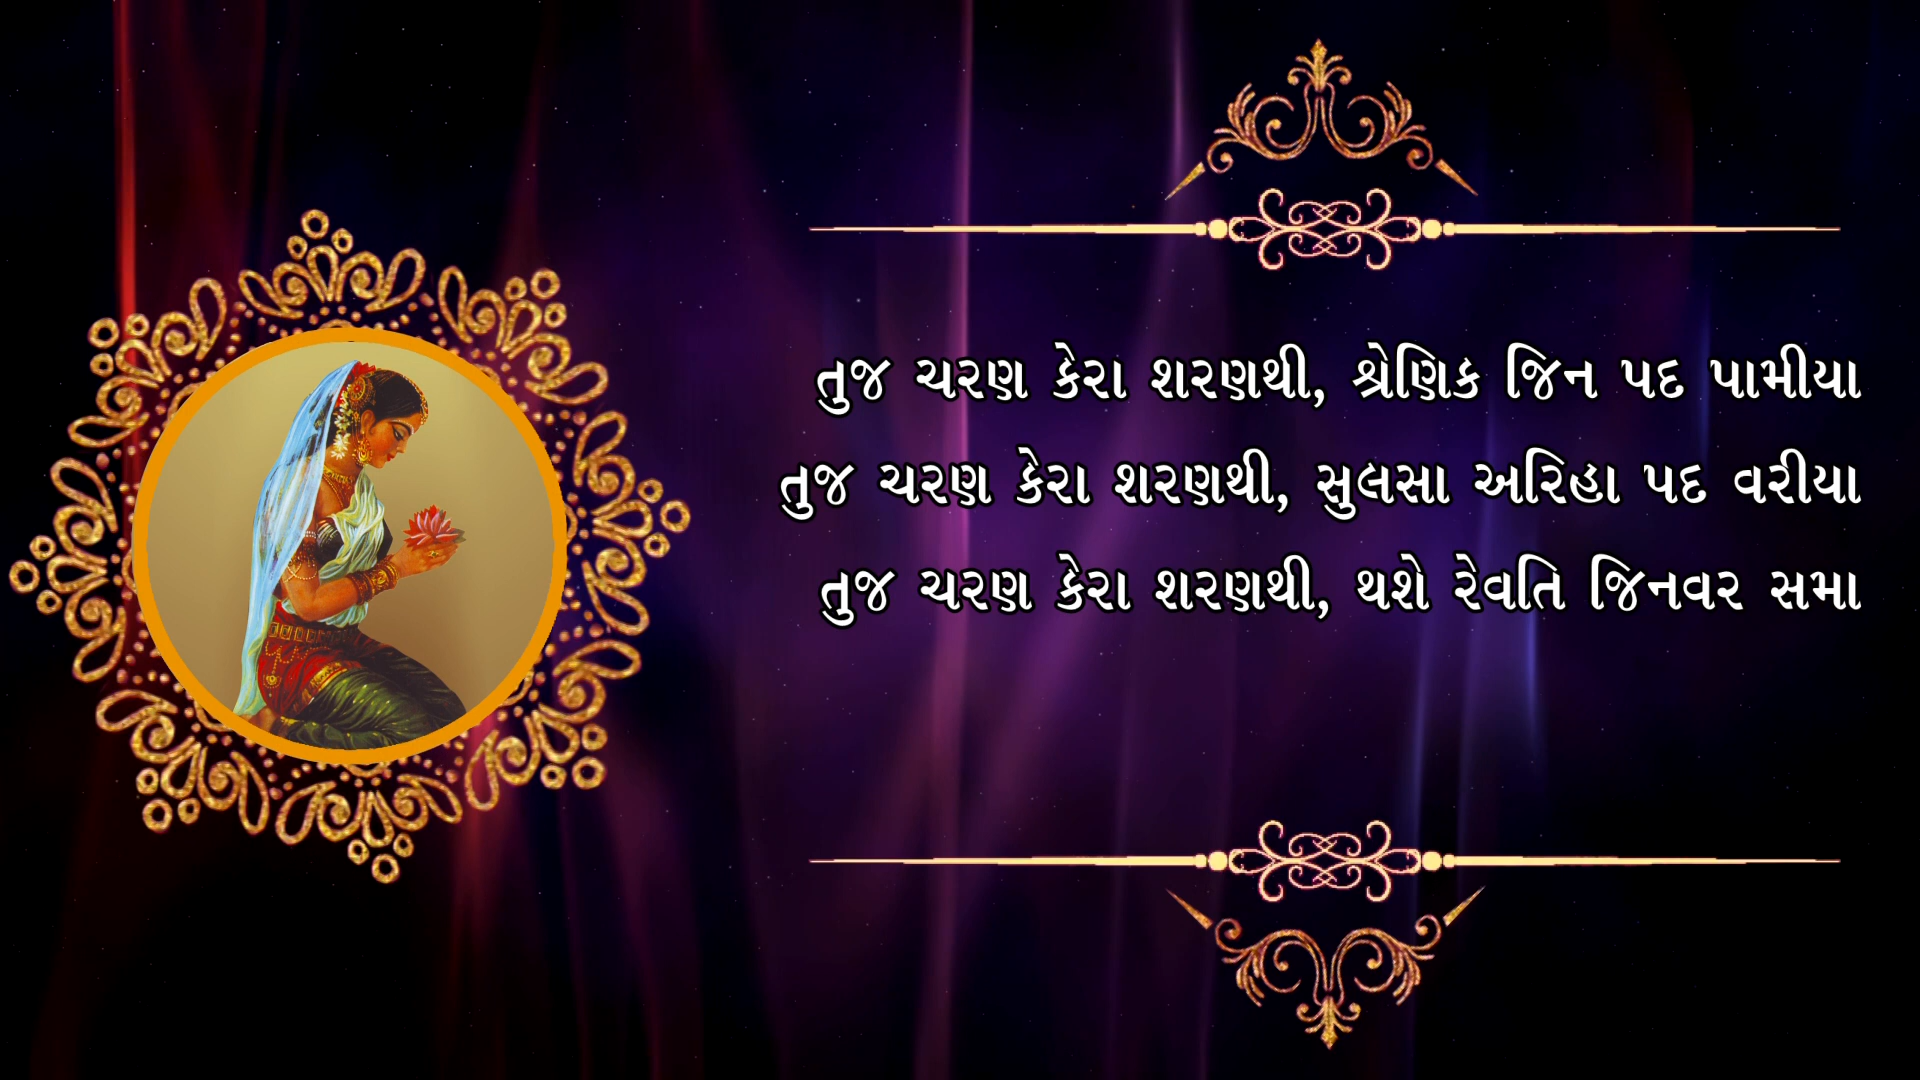 તુજ ચરણ કેરા શરણથી, શ્રેણિક જિન પદ પામીયા
તુજ ચરણ કેરા શરણથી, સુલસા અરિહા પદ વરીયા
તુજ ચરણ કેરા શરણથી, થશે રેવતિ જિનવર સમા